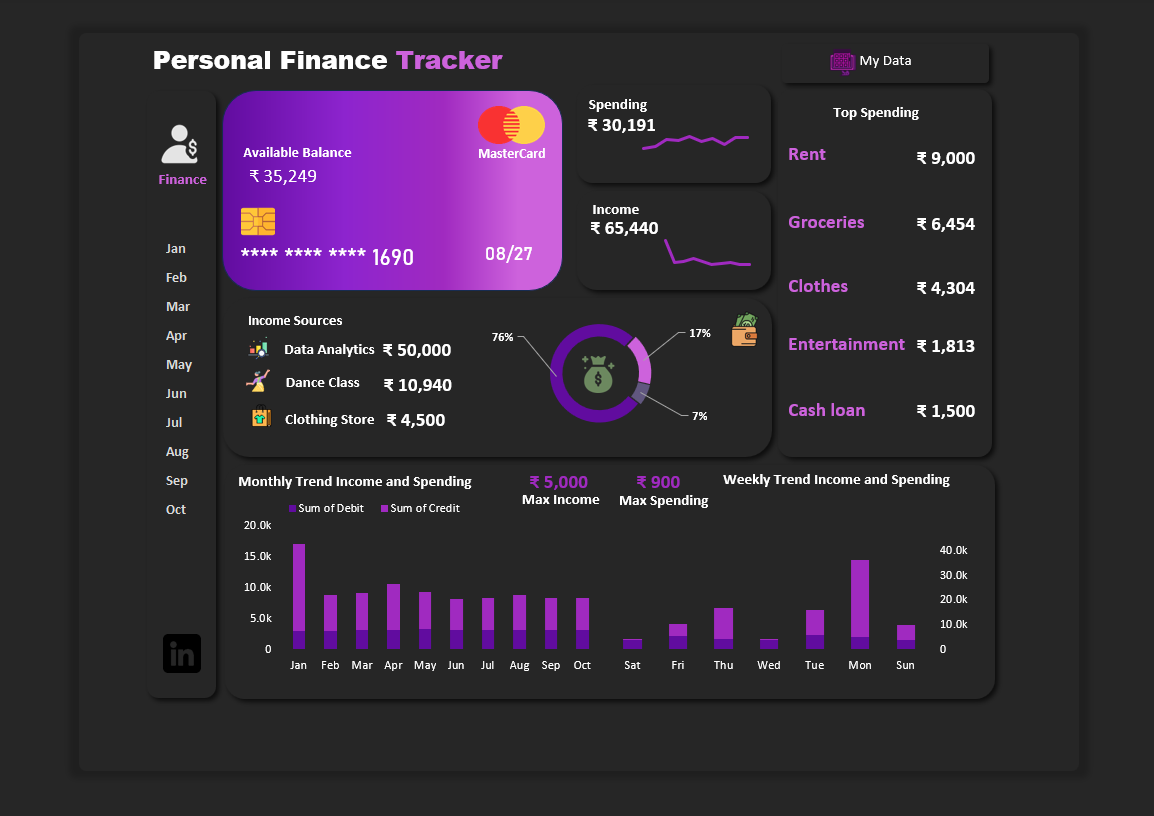 Personal Finance Tracker
My Data
Finance
Jan
Feb
Mar
Apr
May
Jun
Jul
Aug
Sep
Oct
in
Available Balance
₹ 35,249
MasterCard
**** **** **** 1690
08/27
Spending
₹ 30,191
Income
₹ 65,440
Top Spending
Rent ₹ 9,000
Groceries ₹ 6,454
Clothes ₹ 4,304
Entertainment ₹ 1,813
Cash loan ₹ 1,500
Income Sources
Data Analytics ₹ 50,000
Dance Class ₹ 10,940
Clothing Store ₹ 4,500
76%
17%
7%
Monthly Trend Income and Spending
₹ 5,000
Max Income
₹ 900
Max Spending
Weekly Trend Income and Spending
Sum of Debit Sum of Credit
20.0k
15.0k
10.0k
5.0k
0
Jan Feb Mar Apr May Jun Jul Aug Sep Oct
40.0k
30.0k
20.0k
10.0k
0
Sat Fri Thu Wed Tue Mon Sun